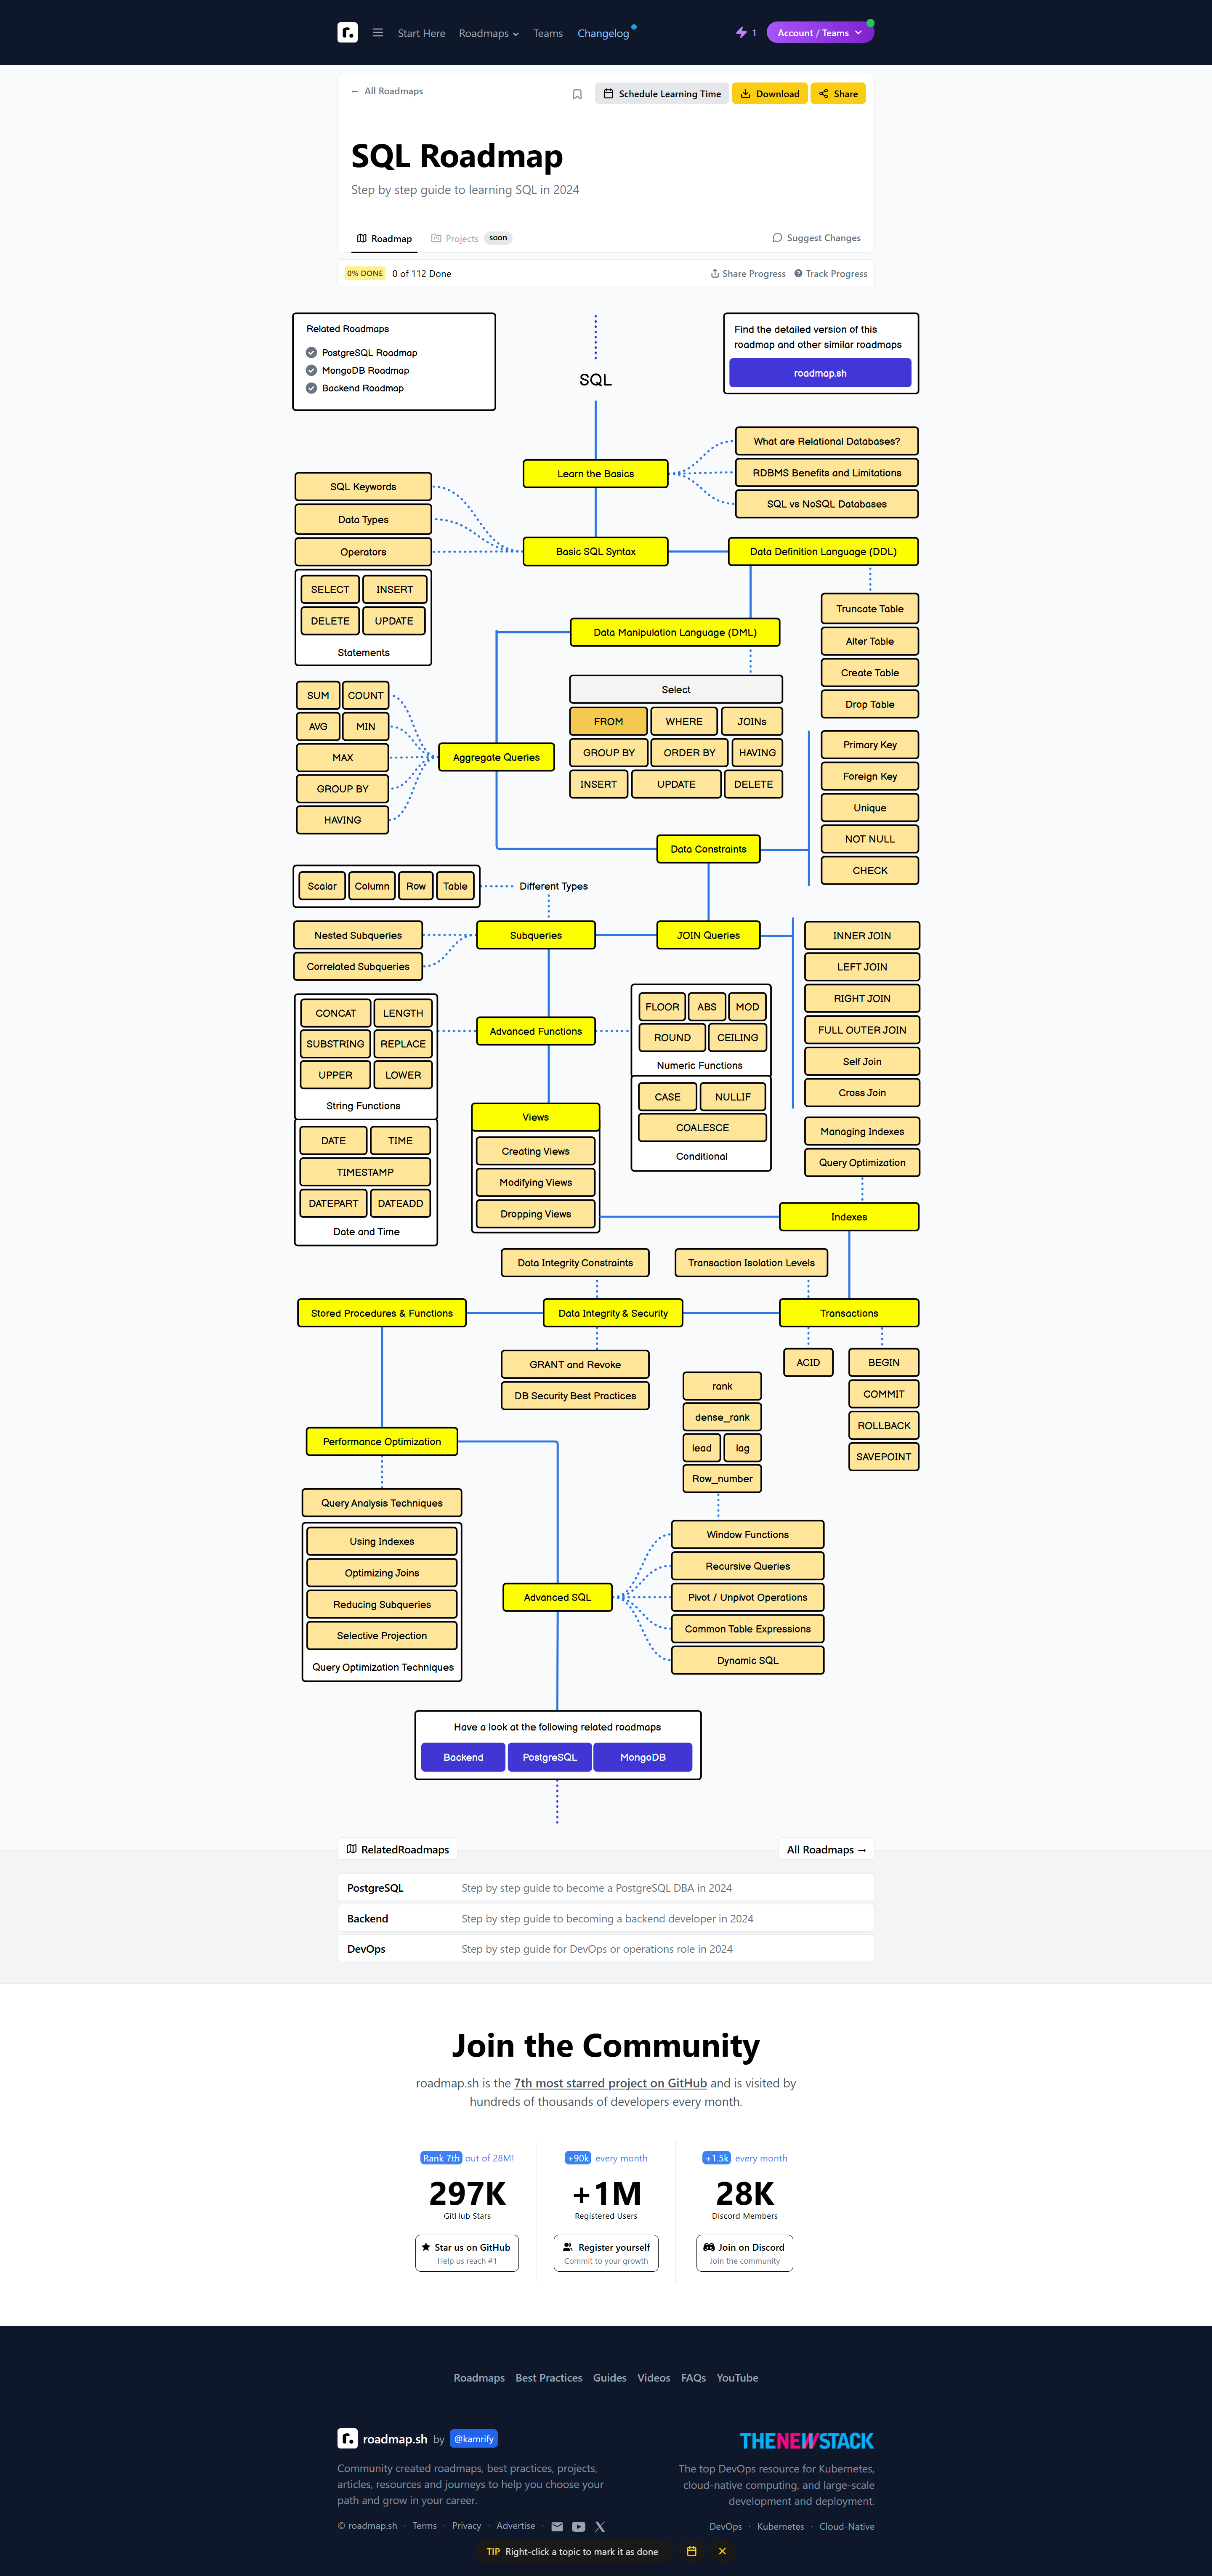 Start Here
Roadmaps
Teams
Changelog
1
Account / Teams
← All Roadmaps
Schedule Learning Time
Download
Share
SQL Roadmap
Step by step guide to learning SQL in 2024
Roadmap
Projects
soon
Suggest Changes
0% DONE
0 of 112 Done
Share Progress
Track Progress
Related Roadmaps
PostgreSQL Roadmap
MongoDB Roadmap
Backend Roadmap
SQL
Find the detailed version of this
roadmap and other similar roadmaps
roadmap.sh
Learn the Basics
What are Relational Databases?
RDBMS Benefits and Limitations
SQL vs NoSQL Databases
SQL Keywords
Data Types
Operators
SELECT
INSERT
DELETE
UPDATE
Statements
Basic SQL Syntax
Data Definition Language (DDL)
Truncate Table
Alter Table
Create Table
Drop Table
Data Manipulation Language (DML)
Select
FROM
WHERE
JOINs
GROUP BY
ORDER BY
HAVING
INSERT
UPDATE
DELETE
SUM
COUNT
AVG
MIN
MAX
GROUP BY
HAVING
Aggregate Queries
Primary Key
Foreign Key
Unique
NOT NULL
CHECK
Data Constraints
Scalar
Column
Row
Table
Different Types
Nested Subqueries
Correlated Subqueries
Subqueries
JOIN Queries
INNER JOIN
LEFT JOIN
RIGHT JOIN
FULL OUTER JOIN
Self Join
Cross Join
CONCAT
LENGTH
SUBSTRING
REPLACE
UPPER
LOWER
String Functions
Advanced Functions
FLOOR
ABS
MOD
ROUND
CEILING
Numeric Functions
CASE
NULLIF
COALESCE
Conditional
DATE
TIME
TIMESTAMP
DATEPART
DATEADD
Date and Time
Views
Creating Views
Modifying Views
Dropping Views
Managing Indexes
Query Optimization
Indexes
Data Integrity Constraints
Transaction Isolation Levels
Stored Procedures & Functions
Data Integrity & Security
Transactions
GRANT and Revoke
DB Security Best Practices
ACID
BEGIN
COMMIT
ROLLBACK
SAVEPOINT
rank
dense_rank
lead
lag
Row_number
Performance Optimization
Query Analysis Techniques
Using Indexes
Optimizing Joins
Reducing Subqueries
Selective Projection
Query Optimization Techniques
Advanced SQL
Window Functions
Recursive Queries
Pivot / Unpivot Operations
Common Table Expressions
Dynamic SQL
Have a look at the following related roadmaps
Backend
PostgreSQL
MongoDB
RelatedRoadmaps
All Roadmaps →
PostgreSQL
Step by step guide to become a PostgreSQL DBA in 2024
Backend
Step by step guide to becoming a backend developer in 2024
DevOps
Step by step guide for DevOps or operations role in 2024
Join the Community
roadmap.sh is the 7th most starred project on GitHub and is visited by
hundreds of thousands of developers every month.
Rank 7th out of 28M!
297K
GitHub Stars
Star us on GitHub
Help us reach #1
+90k every month
+1M
Registered Users
Register yourself
Commit to your growth
+1.5k every month
28K
Discord Members
Join on Discord
Join the community
Roadmaps
Best Practices
Guides
Videos
FAQs
YouTube
roadmap.sh by @kamrify
Community created roadmaps, best practices, projects,
articles, resources and journeys to help you choose your
path and grow in your career.
© roadmap.sh · Terms · Privacy · Advertise ·
THENEWSTACK
The top DevOps resource for Kubernetes,
cloud-native computing, and large-scale
development and deployment.
DevOps · Kubernetes · Cloud-Native
TIP Right-click a topic to mark it as done